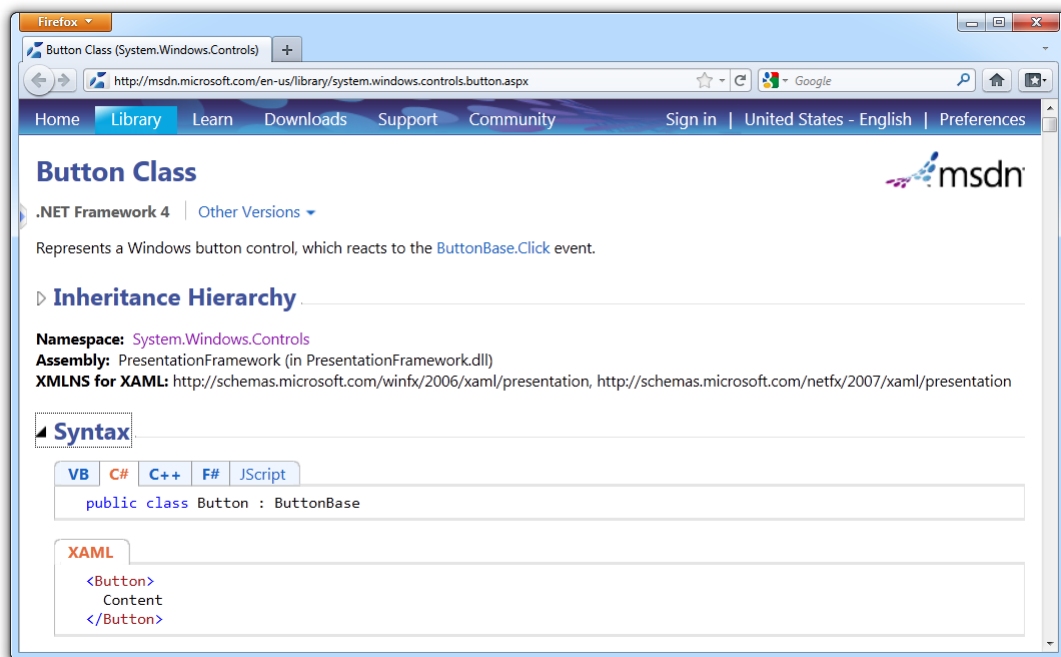 Firefox
Button Class (System.Windows.Controls)
http://msdn.microsoft.com/en-us/library/system.windows.controls.button.aspx
Google
Home Library Learn Downloads Support Community Sign in | United States - English | Preferences
Button Class
msdn
.NET Framework 4 Other Versions
Represents a Windows button control, which reacts to the ButtonBase.Click event.
Inheritance Hierarchy
Namespace: System.Windows.Controls
Assembly: PresentationFramework (in PresentationFramework.dll)
XMLNS for XAML: http://schemas.microsoft.com/winfx/2006/xaml/presentation, http://schemas.microsoft.com/netfx/2007/xaml/presentation
Syntax
VB C# C++ F# JScript
public class Button : ButtonBase
XAML
<Button>
Content
</Button>